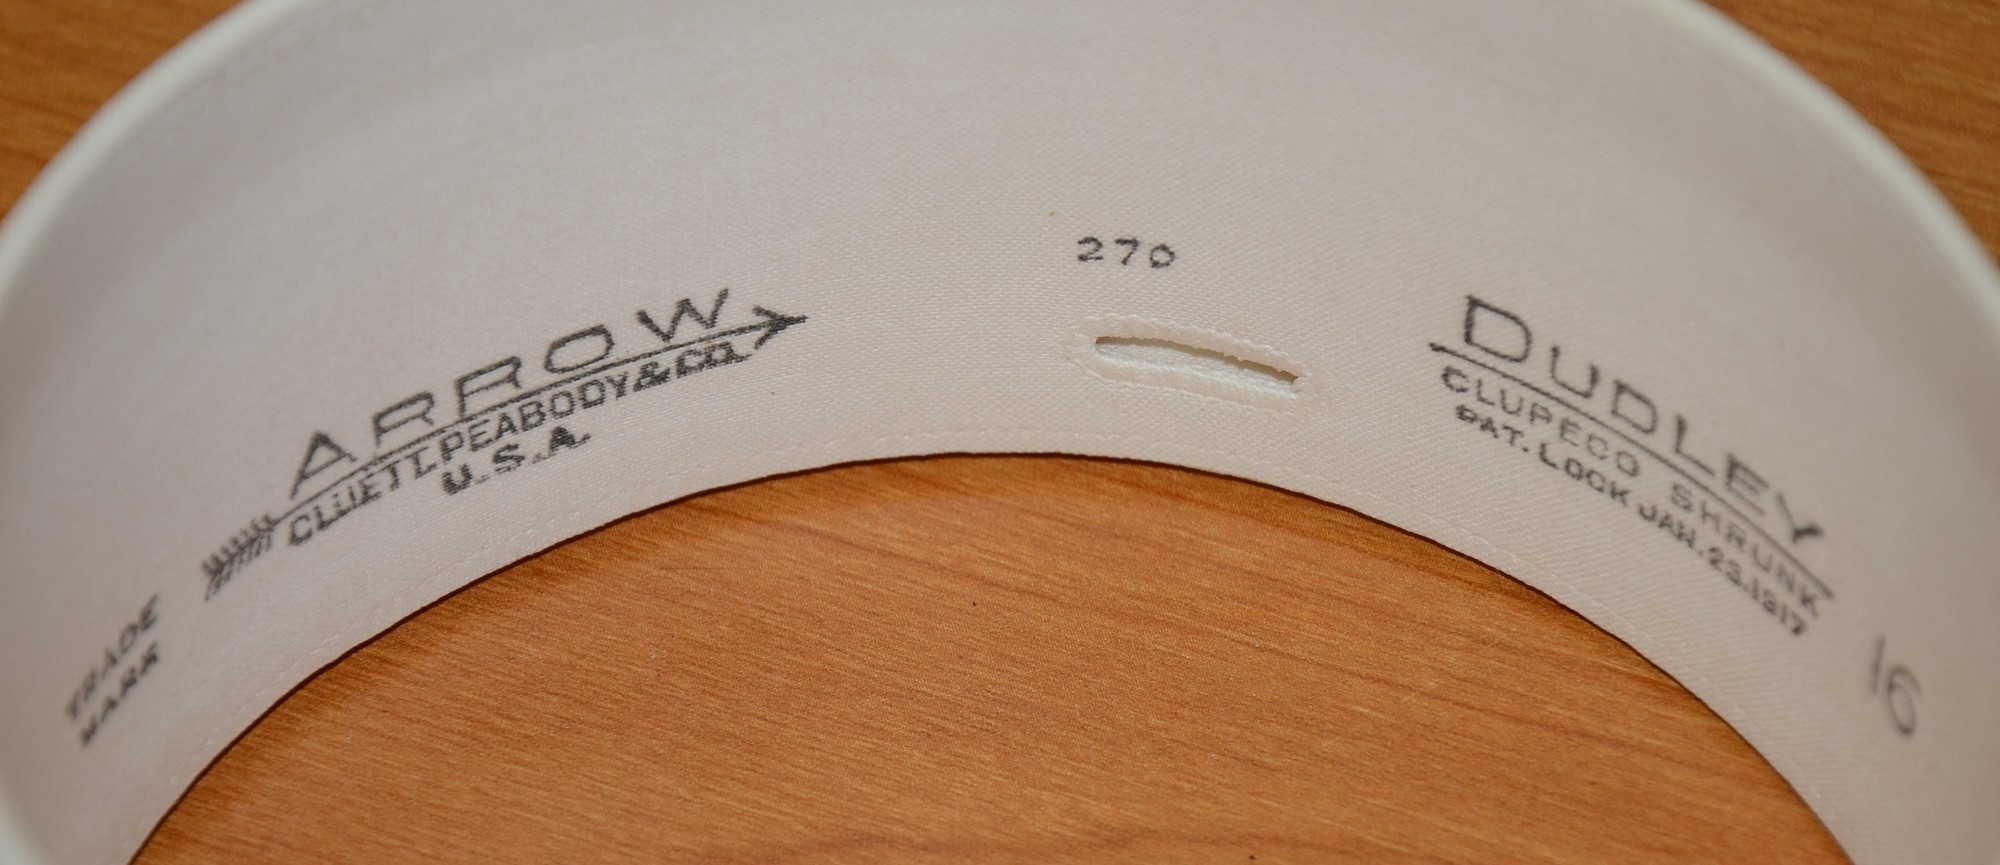 TRADE
MARK
ARROW
CLUETT, PEABODY & CO.
U.S.A.
270
DUDLEY
CLUPECO SHRUNK
PAT. LOCK JAN. 23. 1917
16